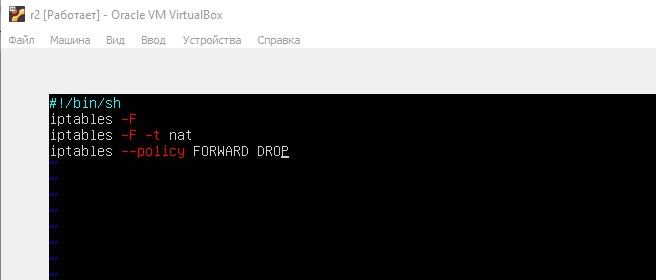 r2 [Работает] - Oracle VM VirtualBox
Файл Машина Вид Ввод Устройства Справка
#!/bin/sh
iptables -F
iptables -F -t nat
iptables --policy FORWARD DROP
~
~
~
~
~
~
~
~